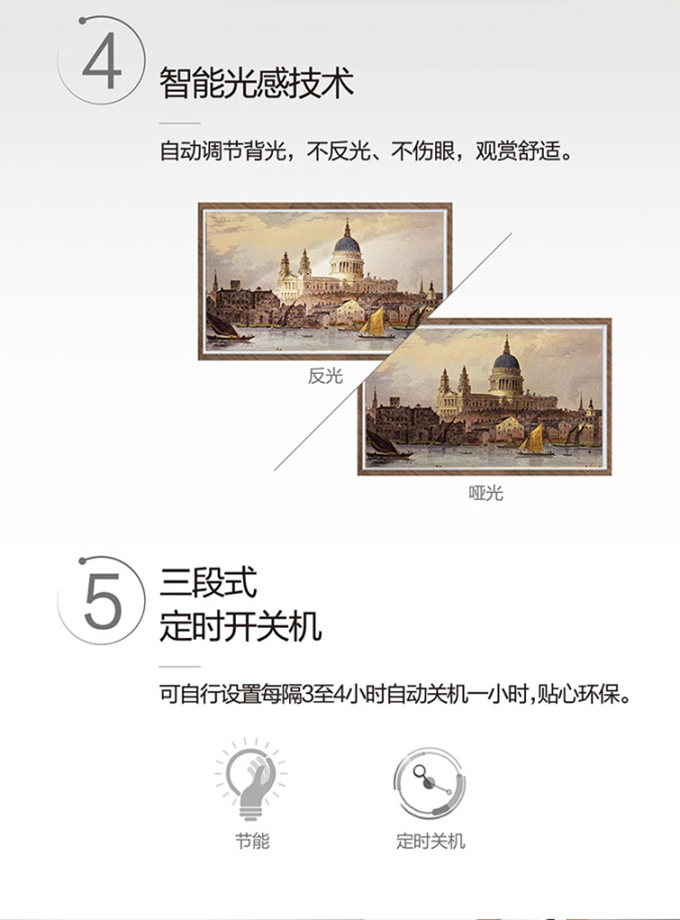 4
智能光感技术
自动调节背光，不反光、不伤眼，观赏舒适。
反光
哑光
5
三段式
定时开关机
可自行设置每隔3至4小时自动关机一小时，贴心环保。
节能
定时关机